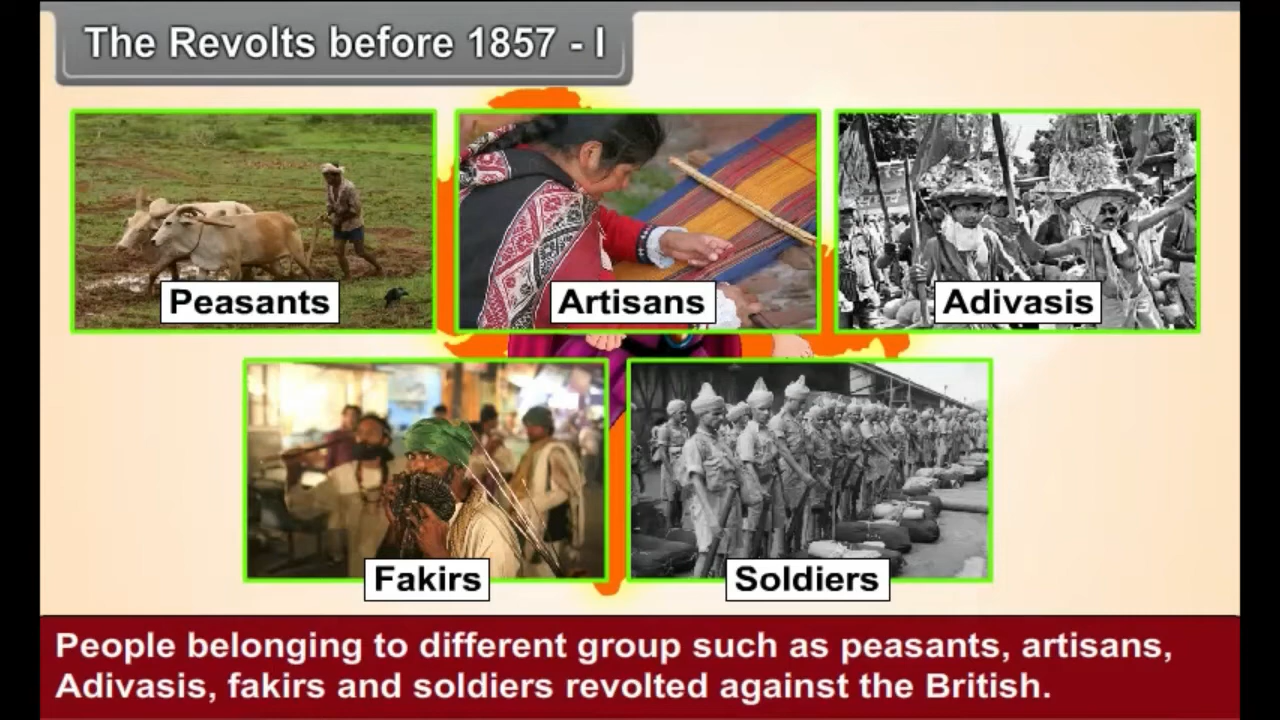 The Revolts before 1857 - I
Peasants
Artisans
Adivasis
Fakirs
Soldiers
People belonging to different group such as peasants, artisans,
Adivasis, fakirs and soldiers revolted against the British.